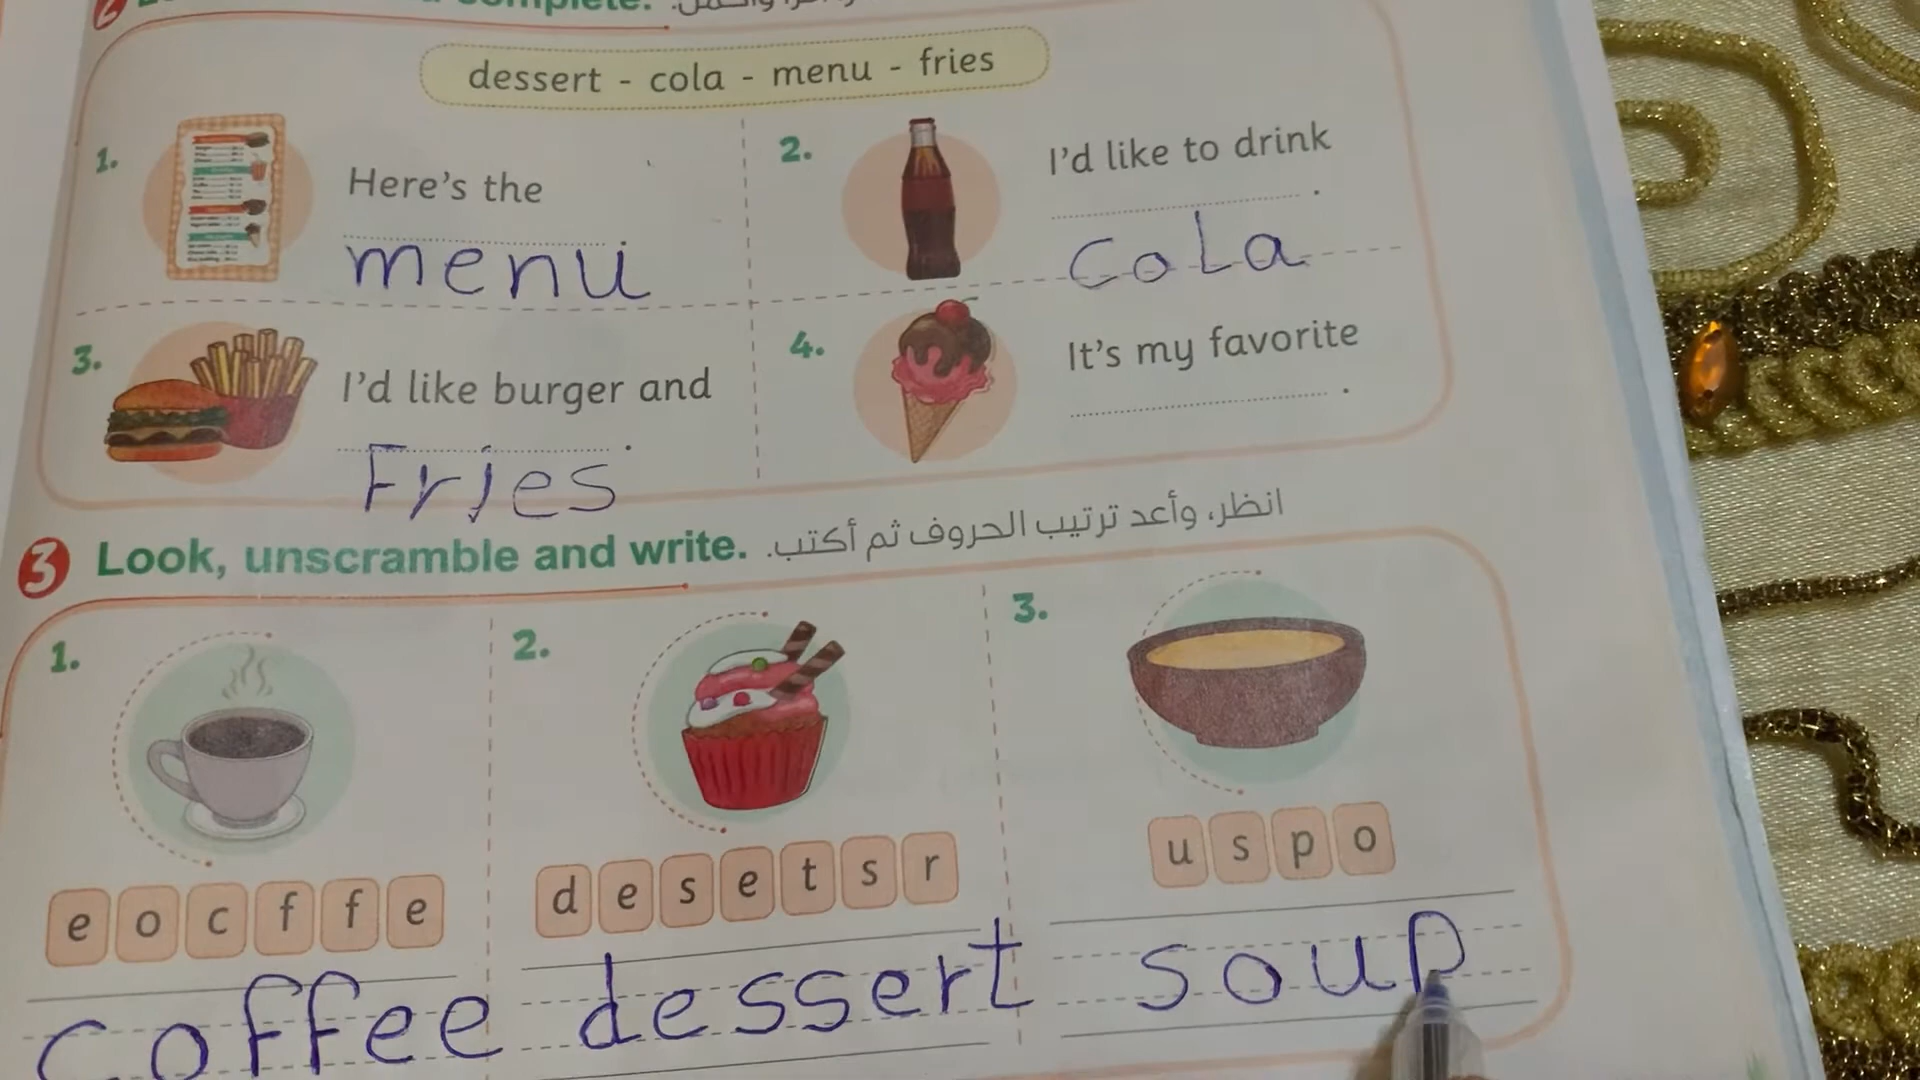 complete.
dessert - cola - menu - fries
1.
Here's the
menu
2.
I'd like to drink
.
cola
3.
I'd like burger and
.
Fries
4.
It's my favorite
.
3 Look, unscramble and write. انظر، وأعد ترتيب الحروف ثم أكتب.
1.
e o c f f e
coffee
2.
d e s e t s r
dessert
3.
u s p o
soup